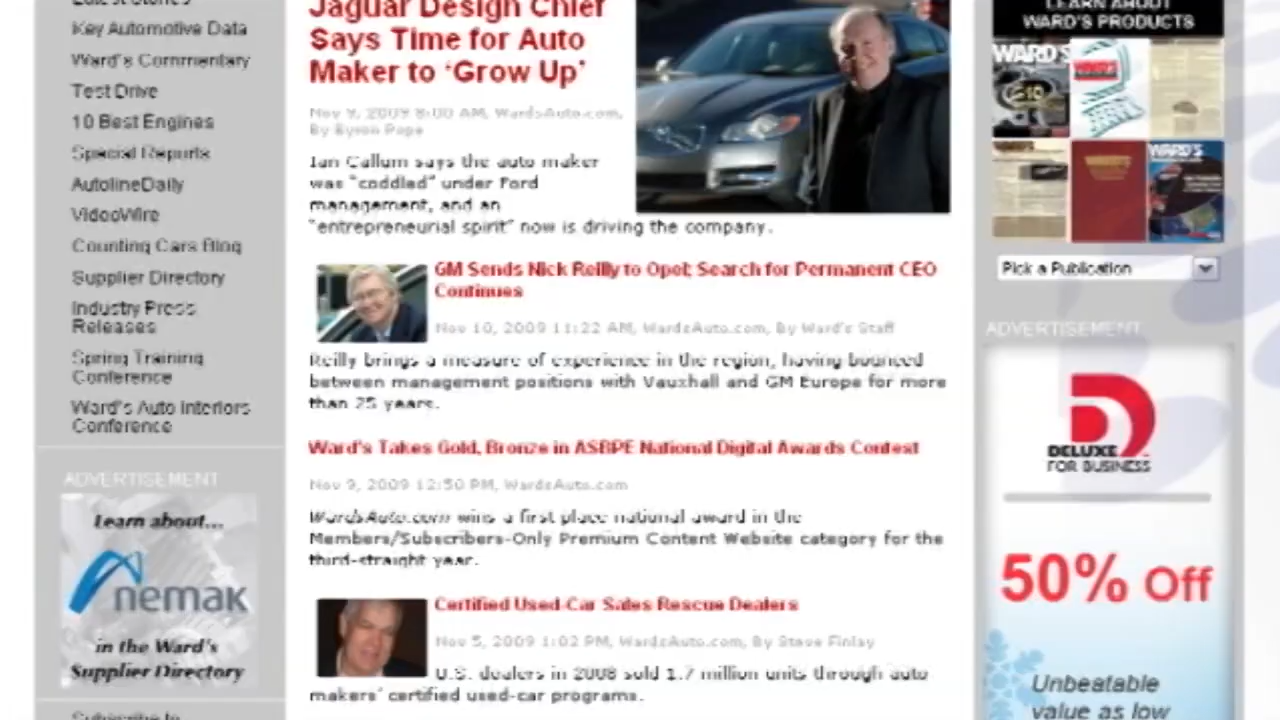 Latest Stories
Key Automotive Data
Ward's Commentary
Test Drive
10 Best Engines
Special Reports
AutolineDaily
VideoWire
Counting Cars Blog
Supplier Directory
Industry Press
Releases
Spring Training
Conference
Ward's Auto Interiors
Conference
ADVERTISEMENT
Learn about...
nemak
in the Ward's
Supplier Directory
Subscribe to
Jaguar Design Chief
Says Time for Auto
Maker to ‘Grow Up’
Nov 9, 2009 8:00 AM, WardsAuto.com,
By Byron Pope
Ian Callum says the auto maker
was "coddled" under Ford
management, and an
"entrepreneurial spirit" now is driving the company.
GM Sends Nick Reilly to Opel; Search for Permanent CEO
Continues
Nov 10, 2009 11:22 AM, WardsAuto.com, By Ward's Staff
Reilly brings a measure of experience in the region, having bounced
between management positions with Vauxhall and GM Europe for more
than 25 years.
Ward's Takes Gold, Bronze in ASBPE National Digital Awards Contest
Nov 9, 2009 12:50 PM, WardsAuto.com
WardsAuto.com wins a first place national award in the
Members/Subscribers-Only Premium Content Website category for the
third-straight year.
Certified Used-Car Sales Rescue Dealers
Nov 5, 2009 1:02 PM, WardsAuto.com, By Steve Finlay
U.S. dealers in 2008 sold 1.7 million units through auto
makers' certified used-car programs.
LEARN ABOUT
WARD'S PRODUCTS
WARD'S
WARD'S
Pick a Publication
ADVERTISEMENT
DELUXE
FOR BUSINESS
50% Off
Unbeatable
value as low